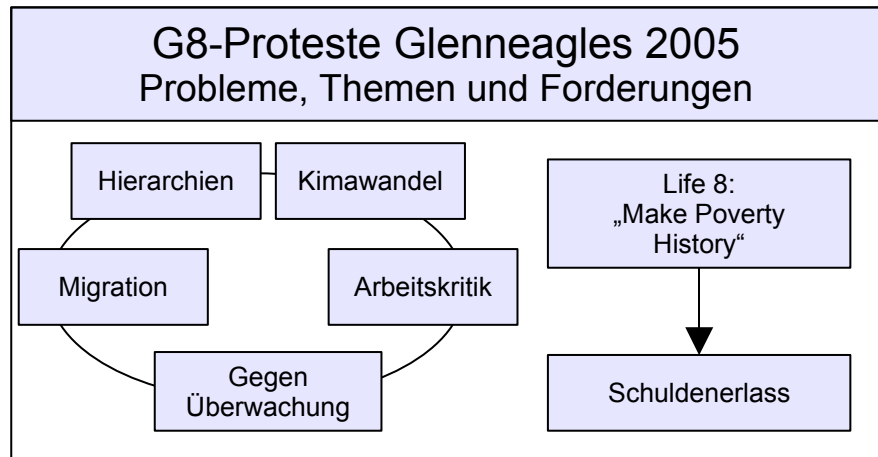 G8-Proteste Glenneagles 2005
Probleme, Themen und Forderungen
Hierarchien
Kimawandel
Migration
Arbeitskritik
Gegen
Überwachung
Life 8:
„Make Poverty
History“
Schuldenerlass